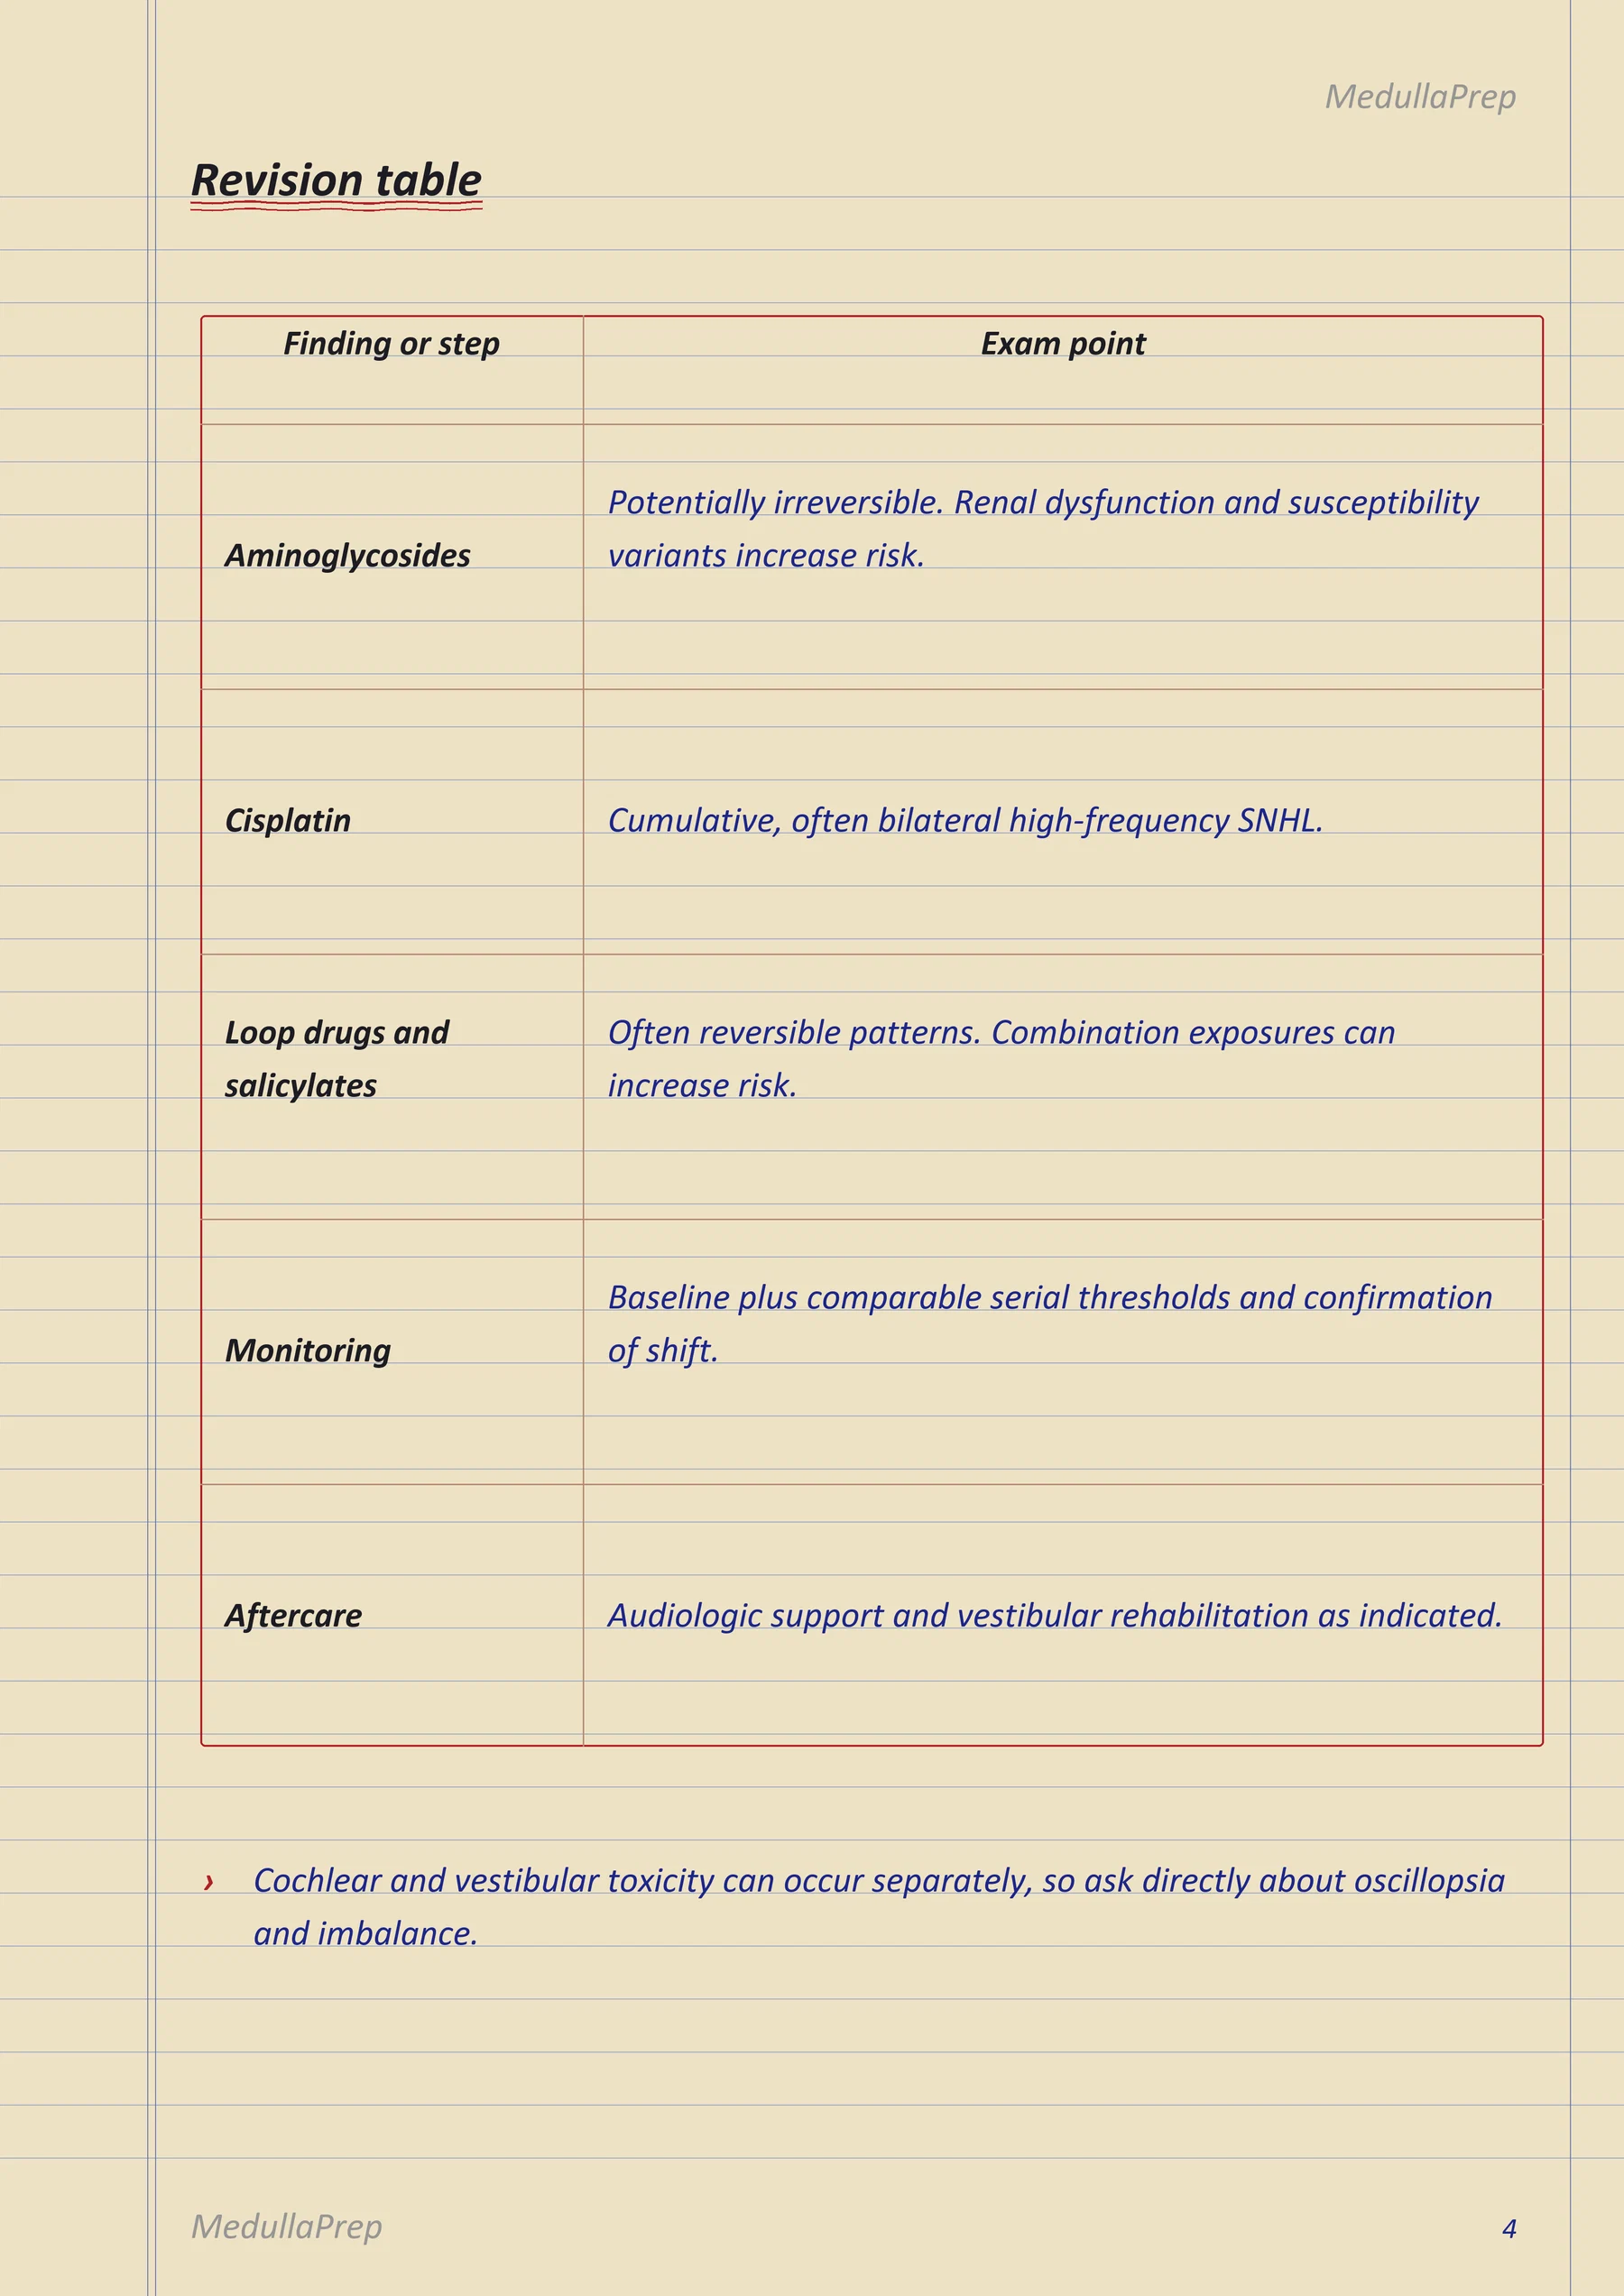 MedullaPrep
Revision table
Finding or step
Exam point
Aminoglycosides
Potentially irreversible. Renal dysfunction and susceptibility
variants increase risk.
Cisplatin
Cumulative, often bilateral high-frequency SNHL.
Loop drugs and
salicylates
Often reversible patterns. Combination exposures can
increase risk.
Monitoring
Baseline plus comparable serial thresholds and confirmation
of shift.
Aftercare
Audiologic support and vestibular rehabilitation as indicated.
› Cochlear and vestibular toxicity can occur separately, so ask directly about oscillopsia
and imbalance.
MedullaPrep
4